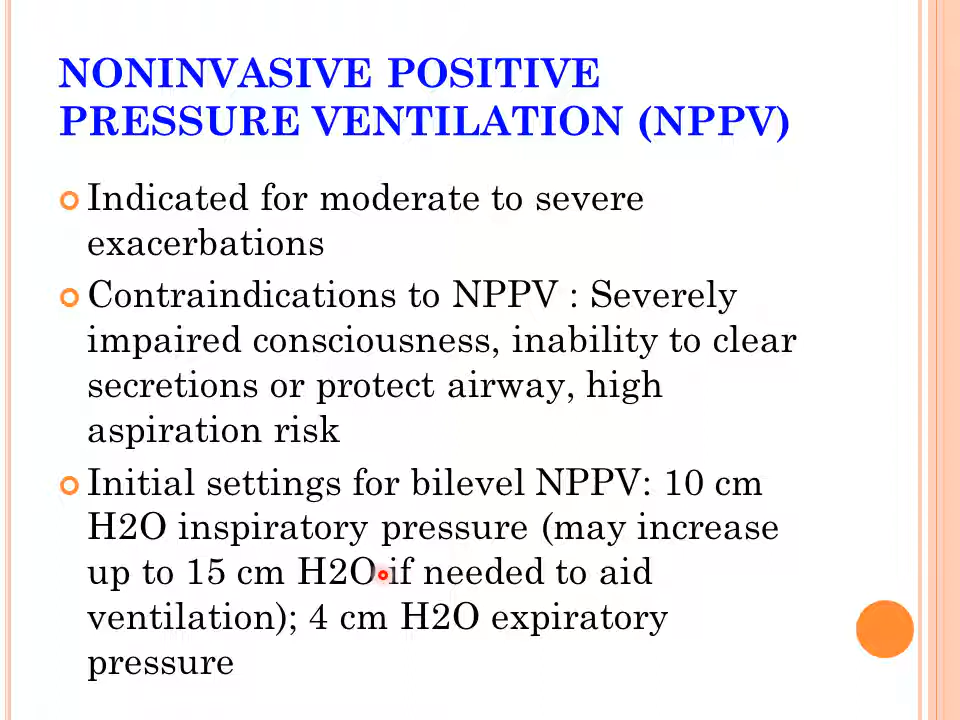 NONINVASIVE POSITIVE
PRESSURE VENTILATION (NPPV)
Indicated for moderate to severe
exacerbations
Contraindications to NPPV : Severely
impaired consciousness, inability to clear
secretions or protect airway, high
aspiration risk
Initial settings for bilevel NPPV: 10 cm
H2O inspiratory pressure (may increase
up to 15 cm H2O if needed to aid
ventilation); 4 cm H2O expiratory
pressure